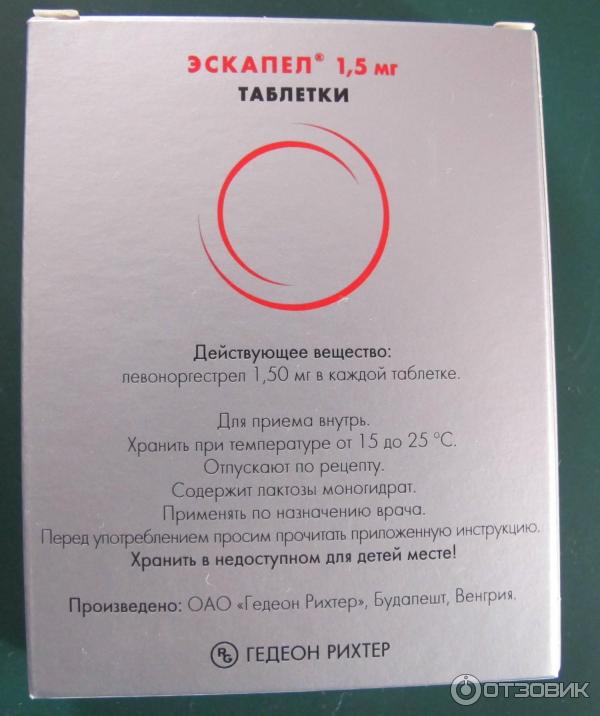 ЭСКАПЕЛ® 1,5 мг
ТАБЛЕТКИ
Действующее вещество:
левоноргестрел 1,50 мг в каждой таблетке.
Для приема внутрь.
Хранить при температуре от 15 до 25 °С.
Отпускают по рецепту.
Содержит лактозы моногидрат.
Применять по назначению врача.
Перед употреблением просим прочитать приложенную инструкцию.
Хранить в недоступном для детей месте!
Произведено: ОАО «Гедеон Рихтер», Будапешт, Венгрия.
RG ГЕДЕОН РИХТЕР
ОТЗОВИК